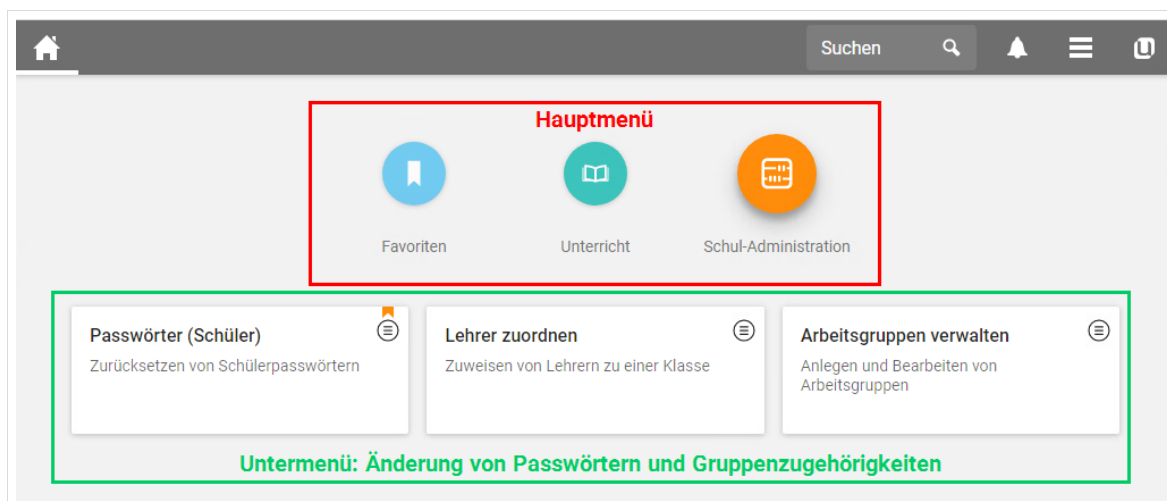 Suchen
Hauptmenü
Favoriten
Unterricht
Schul-Administration
Passwörter (Schüler)
Zurücksetzen von Schülerpasswörtern
Lehrer zuordnen
Zuweisen von Lehrern zu einer Klasse
Arbeitsgruppen verwalten
Anlegen und Bearbeiten von
Arbeitsgruppen
Untermenü: Änderung von Passwörtern und Gruppenzugehörigkeiten